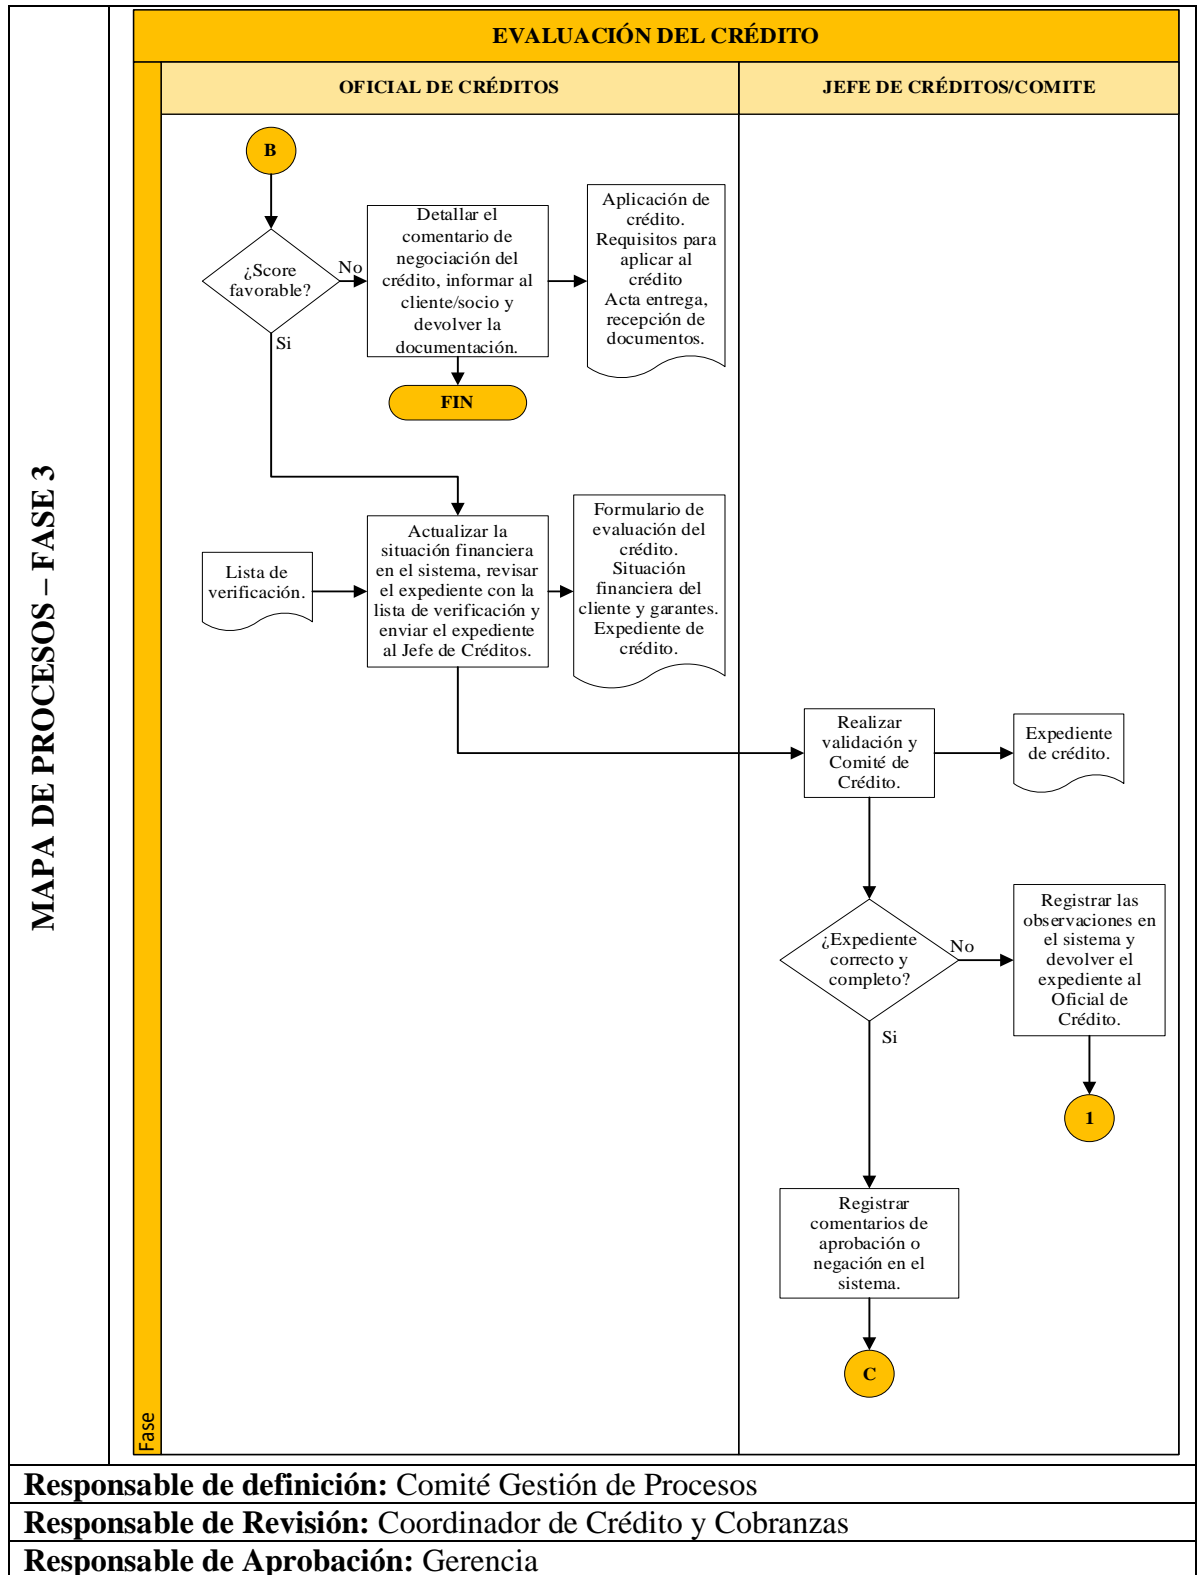 MAPA DE PROCESOS – FASE 3
EVALUACIÓN DEL CRÉDITO
Fase
OFICIAL DE CRÉDITOS
JEFE DE CRÉDITOS/COMITE
B
¿Score
favorable?
No
Si
Detallar el
comentario de
negociación del
crédito, informar al
cliente/socio y
devolver la
documentación.
Aplicación de
crédito.
Requisitos para
aplicar al
crédito
Acta entrega,
recepción de
documentos.
FIN
Lista de
verificación.
Actualizar la
situación financiera
en el sistema, revisar
el expediente con la
lista de verificación y
enviar el expediente
al Jefe de Créditos.
Formulario de
evaluación del
crédito.
Situación
financiera del
cliente y garantes.
Expediente de
crédito.
Realizar
validación y
Comité de
Crédito.
Expediente
de crédito.
¿Expediente
correcto y
completo?
No
Si
Registrar las
observaciones en
el sistema y
devolver el
expediente al
Oficial de
Crédito.
1
Registrar
comentarios de
aprobación o
negación en el
sistema.
C
Responsable de definición: Comité Gestión de Procesos
Responsable de Revisión: Coordinador de Crédito y Cobranzas
Responsable de Aprobación: Gerencia